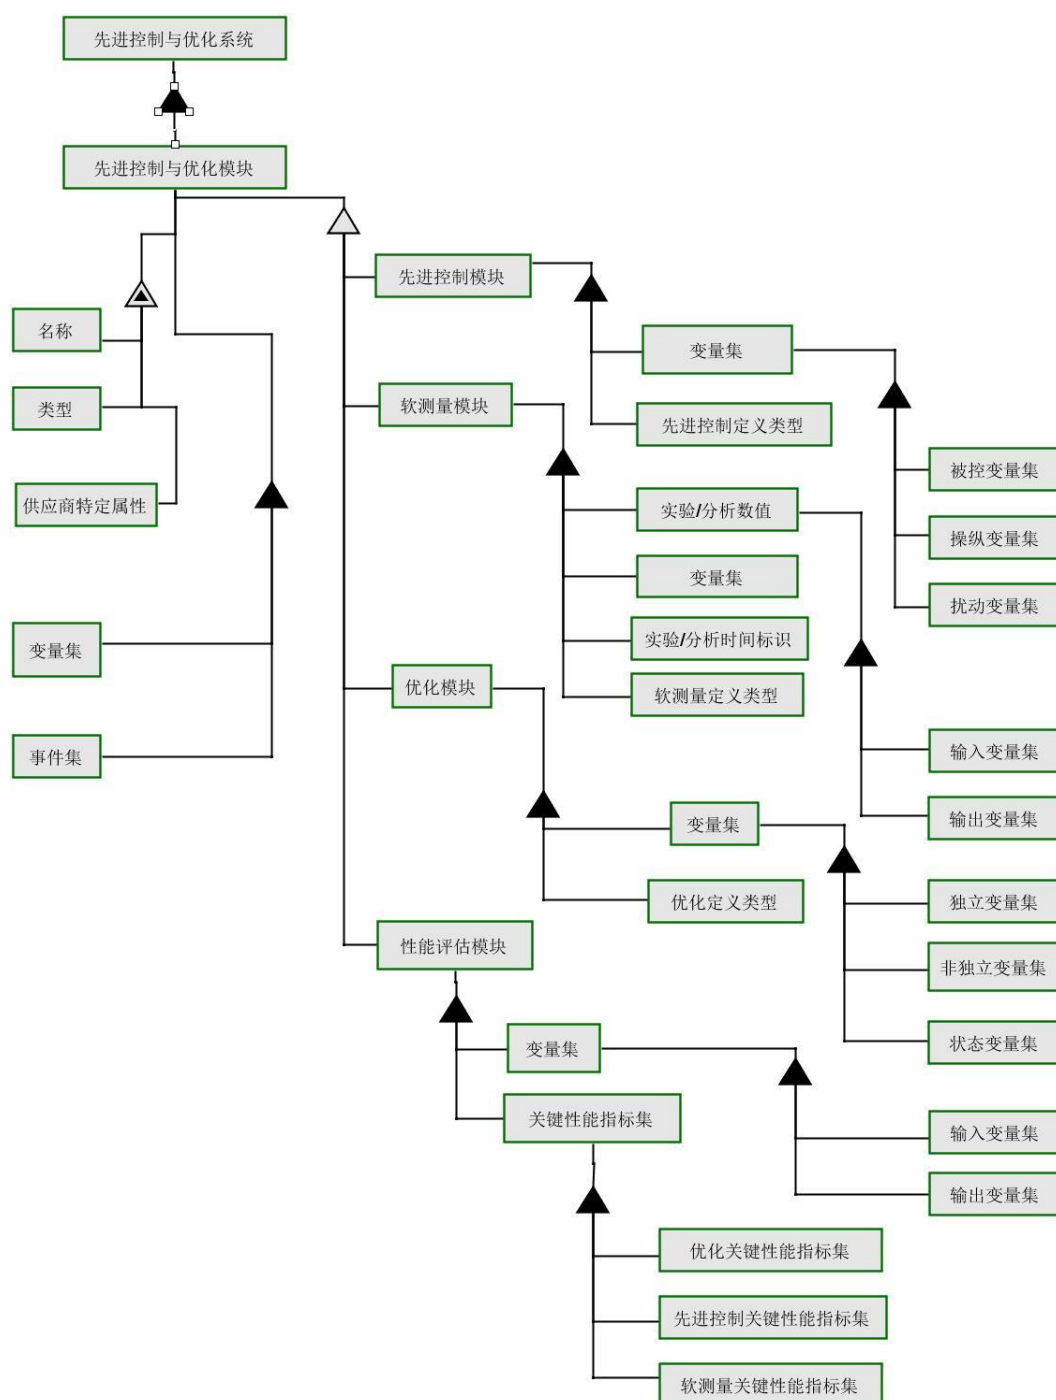 先进控制与优化系统
先进控制与优化模块
先进控制模块
名称
变量集
类型
软测量模块
先进控制定义类型
被控变量集
供应商特定属性
实验/分析数值
操纵变量集
变量集
扰动变量集
变量集
实验/分析时间标识
优化模块
软测量定义类型
事件集
输入变量集
变量集
输出变量集
优化定义类型
独立变量集
性能评估模块
非独立变量集
变量集
状态变量集
关键性能指标集
输入变量集
输出变量集
优化关键性能指标集
先进控制关键性能指标集
软测量关键性能指标集